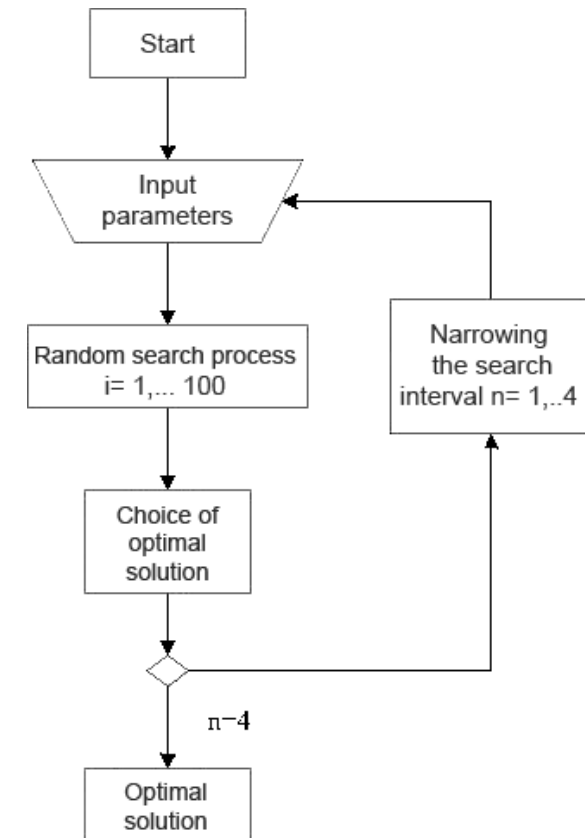 Start
Input
parameters
Random search process
i= 1,... 100
Narrowing
the search
interval n= 1,..4
Choice of
optimal
solution
n=4
Optimal
solution